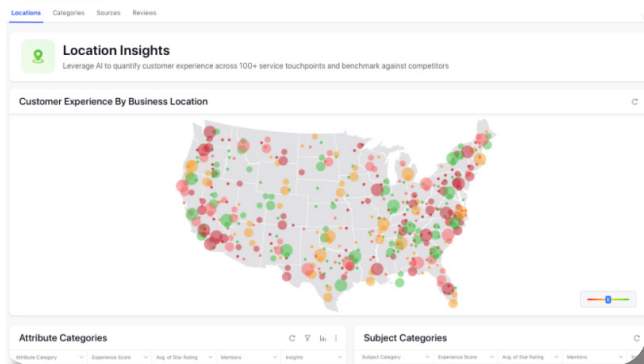 Locations Categories Sources Reviews
Location Insights
Leverage AI to quantify customer experience across 100+ service touchpoints and benchmark against competitors
Customer Experience By Business Location
Attribute Categories
Subject Categories
Attribute Category Experience Score Avg. of Star Rating Mentions Insights
Subject Category Experience Score Avg. of Star Rating Mentions